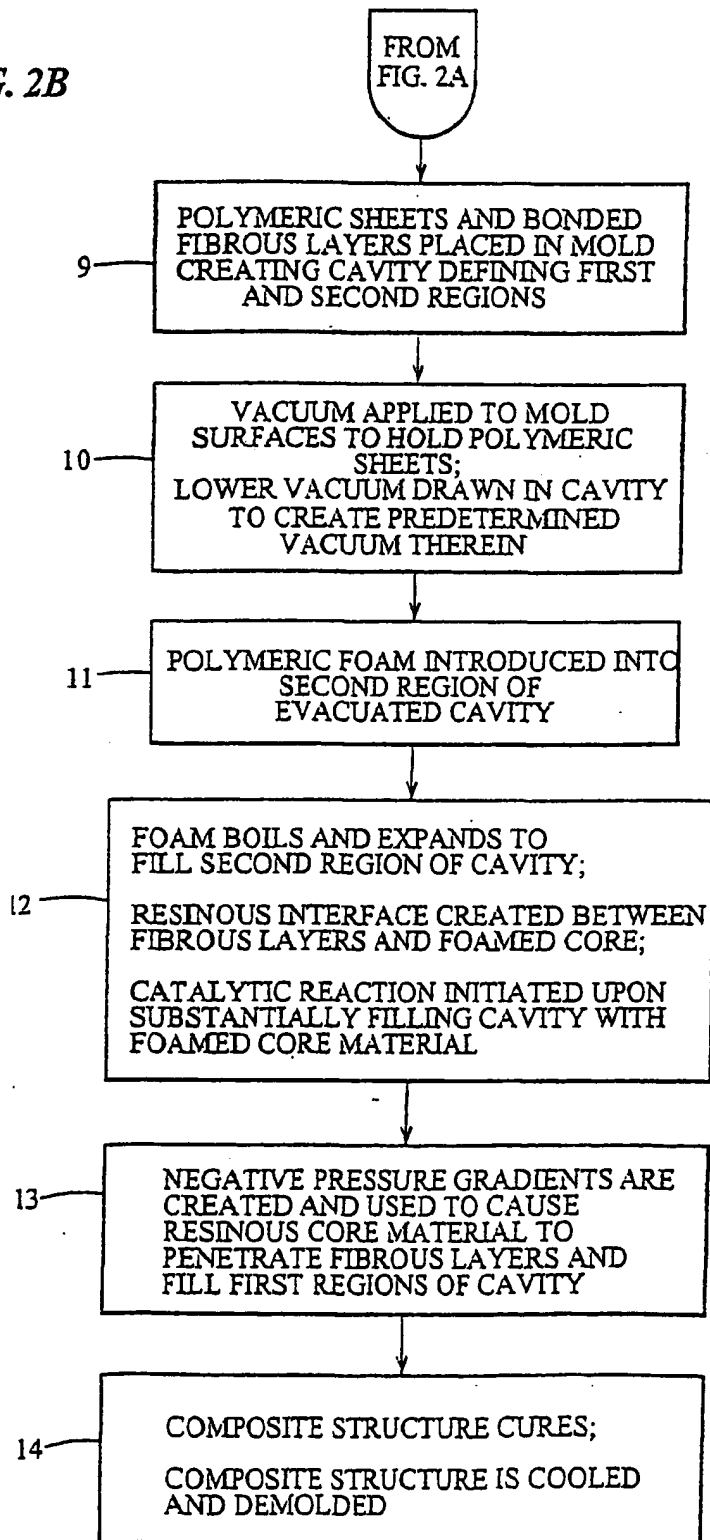 G. 2B
FROM
FIG. 2A
9
POLYMERIC SHEETS AND BONDED
FIBROUS LAYERS PLACED IN MOLD
CREATING CAVITY DEFINING FIRST
AND SECOND REGIONS
10
VACUUM APPLIED TO MOLD
SURFACES TO HOLD POLYMERIC
SHEETS;
LOWER VACUUM DRAWN IN CAVITY
TO CREATE PREDETERMINED
VACUUM THEREIN
11
POLYMERIC FOAM INTRODUCED INTO
SECOND REGION OF
EVACUATED CAVITY
12
FOAM BOILS AND EXPANDS TO
FILL SECOND REGION OF CAVITY;
RESINOUS INTERFACE CREATED BETWEEN
FIBROUS LAYERS AND FOAMED CORE;
CATALYTIC REACTION INITIATED UPON
SUBSTANTIALLY FILLING CAVITY WITH
FOAMED CORE MATERIAL
13
NEGATIVE PRESSURE GRADIENTS ARE
CREATED AND USED TO CAUSE
RESINOUS CORE MATERIAL TO
PENETRATE FIBROUS LAYERS AND
FILL FIRST REGIONS OF CAVITY
14
COMPOSITE STRUCTURE CURES;
COMPOSITE STRUCTURE IS COOLED
AND DEMOLDED